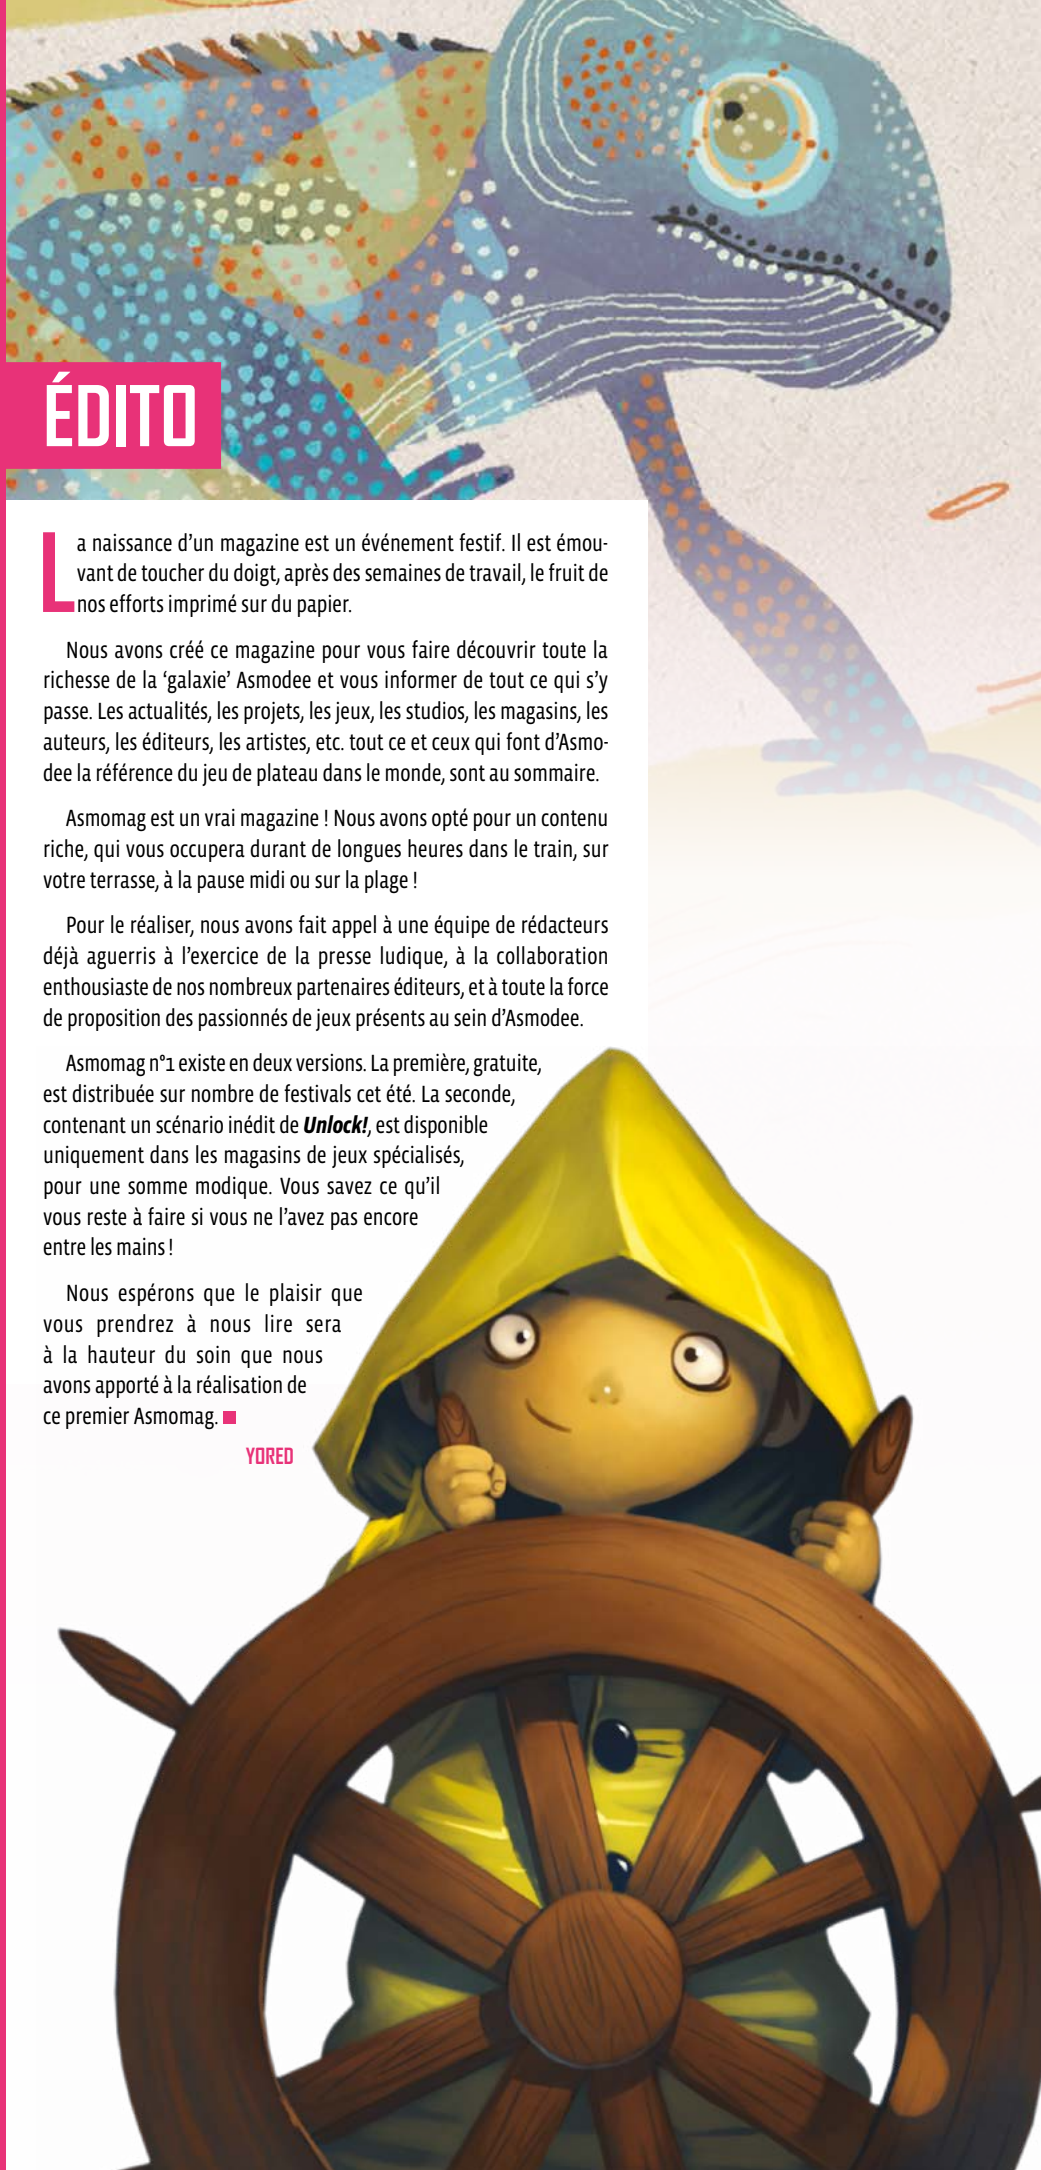 ÉDITO
La naissance d’un magazine est un événement festif. Il est émou-
vant de toucher du doigt, après des semaines de travail, le fruit de
nos efforts imprimé sur du papier.
Nous avons créé ce magazine pour vous faire découvrir toute la
richesse de la ‘galaxie’ Asmodee et vous informer de tout ce qui s’y
passe. Les actualités, les projets, les jeux, les studios, les magasins, les
auteurs, les éditeurs, les artistes, etc. tout ce et ceux qui font d’Asmo-
dee la référence du jeu de plateau dans le monde, sont au sommaire.
Asmomag est un vrai magazine ! Nous avons opté pour un contenu
riche, qui vous occupera durant de longues heures dans le train, sur
votre terrasse, à la pause midi ou sur la plage !
Pour le réaliser, nous avons fait appel à une équipe de rédacteurs
déjà aguerris à l’exercice de la presse ludique, à la collaboration
enthousiaste de nos nombreux partenaires éditeurs, et à toute la force
de proposition des passionnés de jeux présents au sein d’Asmodee.
Asmomag n°1 existe en deux versions. La première, gratuite,
est distribuée sur nombre de festivals cet été. La seconde,
contenant un scénario inédit de Unlock!, est disponible
uniquement dans les magasins de jeux spécialisés,
pour une somme modique. Vous savez ce qu’il
vous reste à faire si vous ne l’avez pas encore
entre les mains !
Nous espérons que le plaisir que
vous prendrez à nous lire sera
à la hauteur du soin que nous
avons apporté à la réalisation de
ce premier Asmomag.
YORED